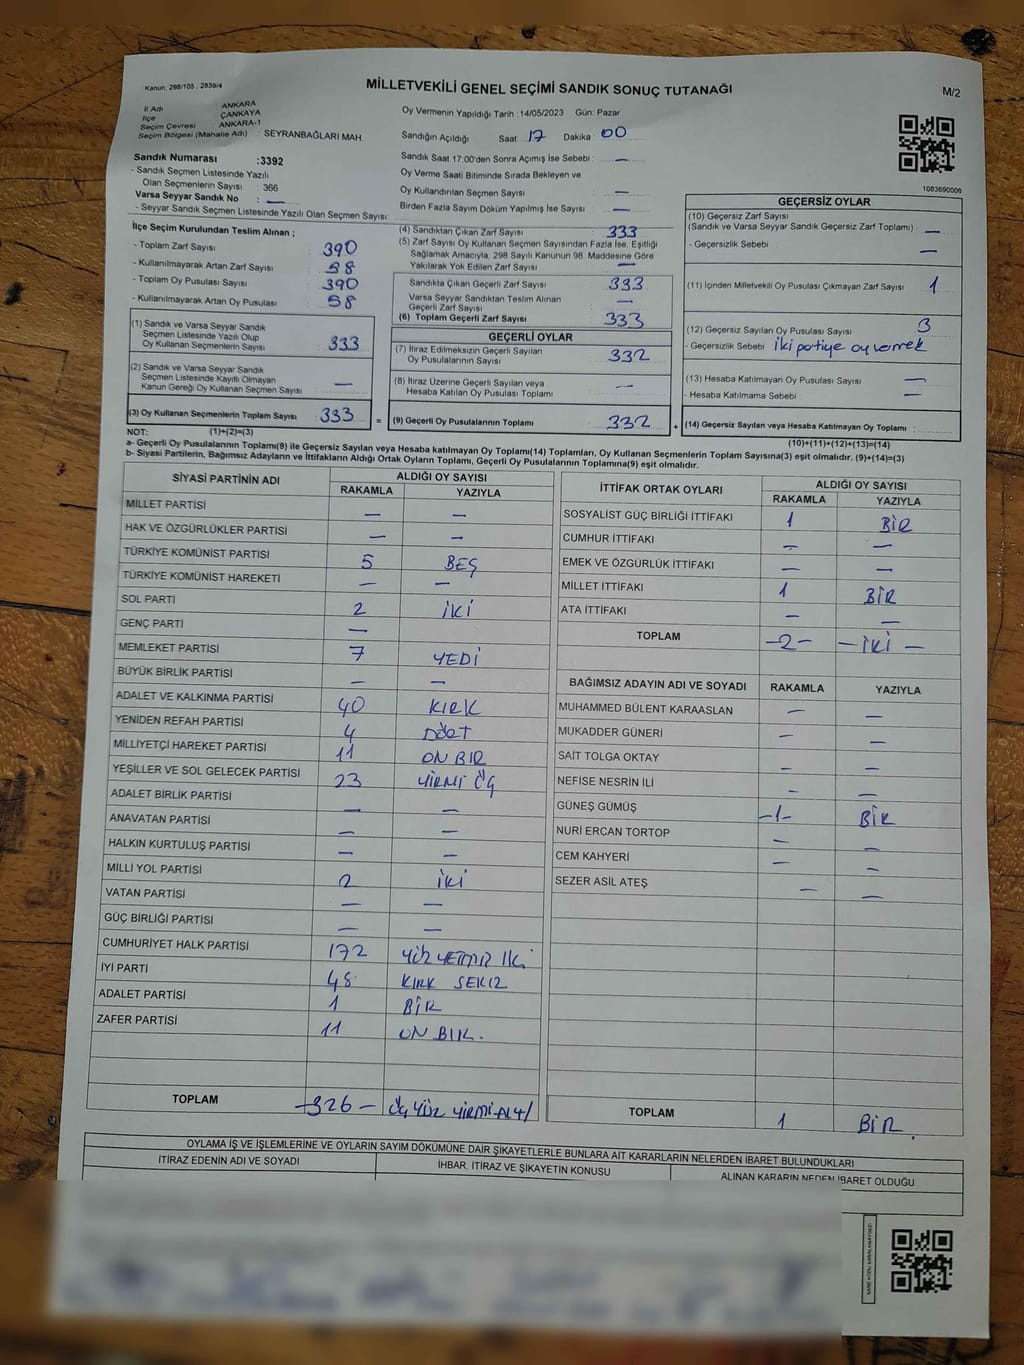 Kanun: 298/105 , 2839/4
MİLLETVEKİLİ GENEL SEÇİMİ SANDIK SONUÇ TUTANAĞI
M/2
İl Adı ANKARA
İlçe ÇANKAYA
Seçim Çevresi ANKARA-1
Seçim Bölgesi (Mahalle Adı) : SEYRANBAĞLARI MAH.
Oy Vermenin Yapıldığı Tarih : 14/05/2023 Gün: Pazar
Sandığın Açıldığı Saat : 17 Dakika : 00
Sandık Saat 17:00'den Sonra Açımış İse Sebebi : —
Oy Verme Saati Bitiminde Sırada Bekleyen ve
Oy Kullandırılan Seçmen Sayısı : —
Birden Fazla Sayım Döküm Yapılmış İse Sayısı : —
Sandık Numarası :3392
- Sandık Seçmen Listesinde Yazılı
Olan Seçmenlerin Sayısı : 366
Varsa Seyyar Sandık No : —
- Seyyar Sandık Seçmen Listesinde Yazılı Olan Seçmen Sayısı:
1083690006
İlçe Seçim Kurulundan Teslim Alınan ;
- Toplam Zarf Sayısı : 390
- Kullanılmayarak Artan Zarf Sayısı : 58
- Toplam Oy Pusulası Sayısı : 390
- Kullanılmayarak Artan Oy Pusulası : 58
(1) Sandık ve Varsa Seyyar Sandık
Seçmen Listesinde Yazılı Olup
Oy Kullanan Seçmenlerin Sayısı : 333
(2) Sandık ve Varsa Seyyar Sandık
Seçmen Listesinde Kayıtlı Olmayan
Kanun Gereği Oy Kullanan Seçmen Sayısı : —
(3) Oy Kullanan Seçmenlerin Toplam Sayısı : 333
=
(4) Sandıktan Çıkan Zarf Sayısı : 333
(5) Zarf Sayısı Oy Kullanan Seçmen Sayısından Fazla İse, Eşitliği
Sağlamak Amacıyla, 298 Sayılı Kanunun 98. Maddesine Göre
Yakılarak Yok Edilen Zarf Sayısı : —
Sandıkta Çıkan Geçerli Zarf Sayısı : 333
Varsa Seyyar Sandıktan Teslim Alınan
Geçerli Zarf Sayısı : —
(6) Toplam Geçerli Zarf Sayısı : 333
GEÇERLİ OYLAR
(7) İtiraz Edilmeksizin Geçerli Sayılan
Oy Pusulalarının Sayısı : 332
(8) İtiraz Üzerine Geçerli Sayılan veya
Hesaba Katılan Oy Pusulası Toplamı : —
(9) Geçerli Oy Pusulalarının Toplamı : 332
+
GEÇERSİZ OYLAR
(10) Geçersiz Zarf Sayısı
(Sandık ve Varsa Seyyar Sandık Geçersiz Zarf Toplamı) : —
- Geçersizlik Sebebi : —
(11) İçinden Milletvekili Oy Pusulası Çıkmayan Zarf Sayısı : 1
(12) Geçersiz Sayılan Oy Pusulası Sayısı : 3
- Geçersizlik Sebebi : iki partiye oy vermek
(13) Hesaba Katılmayan Oy Pusulası Sayısı : —
- Hesaba Katılmama Sebebi : —
(14) Geçersiz Sayılan veya Hesaba Katılmayan Oy Toplamı :
NOT: (1)+(2)=(3)
(10)+(11)+(12)+(13)=(14)
a- Geçerli Oy Pusulalarının Toplamı(9) ile Geçersiz Sayılan veya Hesaba katılmayan Oy Toplamı(14) Toplamları, Oy Kullanan Seçmenlerin Toplam Sayısına(3) eşit olmalıdır. (9)+(14)=(3)
b- Siyasi Partilerin, Bağımsız Adayların ve İttifakların Aldığı Ortak Oyların Toplamı, Geçerli Oy Pusulalarının Toplamına(9) eşit olmalıdır.
SİYASİ PARTİNİN ADI
ALDIĞI OY SAYISI
RAKAMLA YAZIYLA
MİLLET PARTİSİ — —
HAK VE ÖZGÜRLÜKLER PARTİSİ — —
TÜRKİYE KOMÜNİST PARTİSİ 5 BEŞ
TÜRKİYE KOMÜNİST HAREKETİ — —
SOL PARTİ 2 İKİ
GENÇ PARTİ —
MEMLEKET PARTİSİ 7 YEDİ
BÜYÜK BİRLİK PARTİSİ — —
ADALET VE KALKINMA PARTİSİ 40 KIRK
YENİDEN REFAH PARTİSİ 4 DÖRT
MİLLİYETÇİ HAREKET PARTİSİ 11 ON BİR
YEŞİLLER VE SOL GELECEK PARTİSİ 23 YİRMİ ÜÇ
ADALET BİRLİK PARTİSİ — —
ANAVATAN PARTİSİ — —
HALKIN KURTULUŞ PARTİSİ — —
MİLLİ YOL PARTİSİ 2 İKİ
VATAN PARTİSİ — —
GÜÇ BİRLİĞİ PARTİSİ — —
CUMHURİYET HALK PARTİSİ 172 YÜZ YETMİŞ İKİ
İYİ PARTİ 48 KIRK SEKİZ
ADALET PARTİSİ 1 BİR
ZAFER PARTİSİ 11 ON BİR.
TOPLAM -326- ÜÇ YÜZ YİRMİ ALTI
İTTİFAK ORTAK OYLARI
ALDIĞI OY SAYISI
RAKAMLA YAZIYLA
SOSYALİST GÜÇ BİRLİĞİ İTTİFAKI 1 BİR
CUMHUR İTTİFAKI — —
EMEK VE ÖZGÜRLÜK İTTİFAKI — —
MİLLET İTTİFAKI 1 BİR
ATA İTTİFAKI — —
TOPLAM -2- — İKİ —
BAĞIMSIZ ADAYIN ADI VE SOYADI RAKAMLA YAZIYLA
MUHAMMED BÜLENT KARAASLAN — —
MUKADDER GÜNERİ — —
SAİT TOLGA OKTAY — —
NEFİSE NESRİN İLİ — —
GÜNEŞ GÜMÜŞ -1- BİR
NURİ ERCAN TORTOP — —
CEM KAHYERİ — —
SEZER ASİL ATEŞ — —
TOPLAM 1 BİR.
OYLAMA İŞ VE İŞLEMLERİNE VE OYLARIN SAYIM DÖKÜMÜNE DAİR ŞİKAYETLERLE BUNLARA AİT KARARLARIN NELERDEN İBARET BULUNDUKLARI
İTİRAZ EDENİN ADI VE SOYADI
İHBAR, İTİRAZ VE ŞİKAYETİN KONUSU
ALINAN KARARIN NEDEN İBARET OLDUĞU